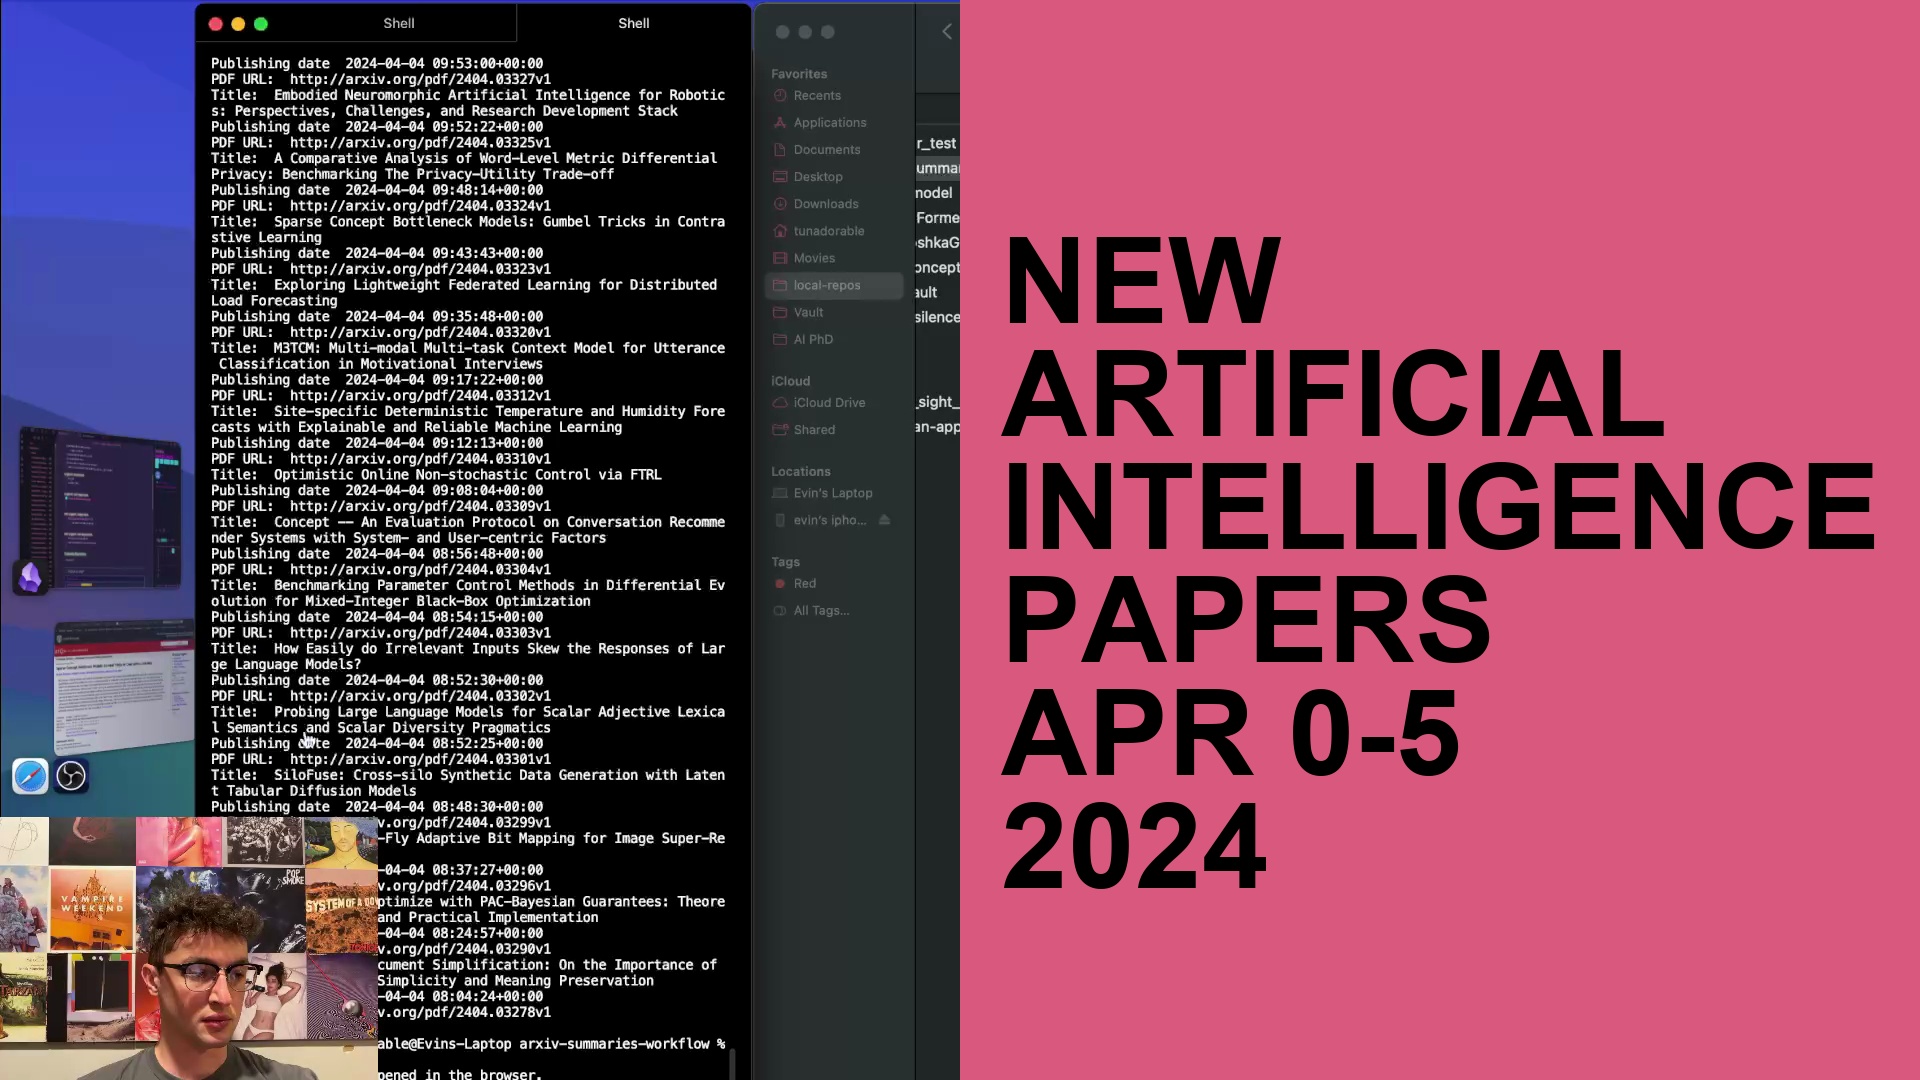 Shell
Shell
Publishing date  2024-04-04 09:53:00+00:00
PDF URL:  http://arxiv.org/pdf/2404.03327v1
Title:  Embodied Neuromorphic Artificial Intelligence for Robotic
s: Perspectives, Challenges, and Research Development Stack
Publishing date  2024-04-04 09:52:22+00:00
PDF URL:  http://arxiv.org/pdf/2404.03325v1
Title:  A Comparative Analysis of Word-Level Metric Differential
Privacy: Benchmarking The Privacy-Utility Trade-off
Publishing date  2024-04-04 09:48:14+00:00
PDF URL:  http://arxiv.org/pdf/2404.03324v1
Title:  Sparse Concept Bottleneck Models: Gumbel Tricks in Contra
stive Learning
Publishing date  2024-04-04 09:43:43+00:00
PDF URL:  http://arxiv.org/pdf/2404.03323v1
Title:  Exploring Lightweight Federated Learning for Distributed
Load Forecasting
Publishing date  2024-04-04 09:35:48+00:00
PDF URL:  http://arxiv.org/pdf/2404.03320v1
Title:  M3TCM: Multi-modal Multi-task Context Model for Utterance
Classification in Motivational Interviews
Publishing date  2024-04-04 09:17:22+00:00
PDF URL:  http://arxiv.org/pdf/2404.03312v1
Title:  Site-specific Deterministic Temperature and Humidity Fore
casts with Explainable and Reliable Machine Learning
Publishing date  2024-04-04 09:12:13+00:00
PDF URL:  http://arxiv.org/pdf/2404.03310v1
Title:  Optimistic Online Non-stochastic Control via FTRL
Publishing date  2024-04-04 09:08:04+00:00
PDF URL:  http://arxiv.org/pdf/2404.03309v1
Title:  Concept -- An Evaluation Protocol on Conversation Recomme
nder Systems with System- and User-centric Factors
Publishing date  2024-04-04 08:56:48+00:00
PDF URL:  http://arxiv.org/pdf/2404.03304v1
Title:  Benchmarking Parameter Control Methods in Differential Ev
olution for Mixed-Integer Black-Box Optimization
Publishing date  2024-04-04 08:54:15+00:00
PDF URL:  http://arxiv.org/pdf/2404.03303v1
Title:  How Easily do Irrelevant Inputs Skew the Responses of Lar
ge Language Models?
Publishing date  2024-04-04 08:52:30+00:00
PDF URL:  http://arxiv.org/pdf/2404.03302v1
Title:  Probing Large Language Models for Scalar Adjective Lexica
l Semantics and Scalar Diversity Pragmatics
Publishing date  2024-04-04 08:52:25+00:00
PDF URL:  http://arxiv.org/pdf/2404.03301v1
Title:  SiloFuse: Cross-silo Synthetic Data Generation with Laten
t Tabular Diffusion Models
Publishing date  2024-04-04 08:48:30+00:00
v.org/pdf/2404.03299v1
-Fly Adaptive Bit Mapping for Image Super-Re
-04-04 08:37:27+00:00
v.org/pdf/2404.03296v1
ptimize with PAC-Bayesian Guarantees: Theore
and Practical Implementation
-04-04 08:24:57+00:00
v.org/pdf/2404.03290v1
cument Simplification: On the Importance of
Simplicity and Meaning Preservation
-04-04 08:04:24+00:00
v.org/pdf/2404.03278v1
able@Evins-Laptop arxiv-summaries-workflow %
pened in the browser.
POP
SMOKE
VAMPIRE
WEEKEND
SYSTEM OF A DOW
TARZAN
Favorites
Recents
Applications
Documents
Desktop
Downloads
tunadorable
Movies
local-repos
Vault
AI PhD
iCloud
iCloud Drive
Shared
Locations
Evin's Laptop
evin's ipho...
Tags
Red
All Tags...
r_test
ummar
model
Forme
shkaG
oncept
ault
silence
_sight_
an-app
NEW
ARTIFICIAL
INTELLIGENCE
PAPERS
APR 0-5
2024